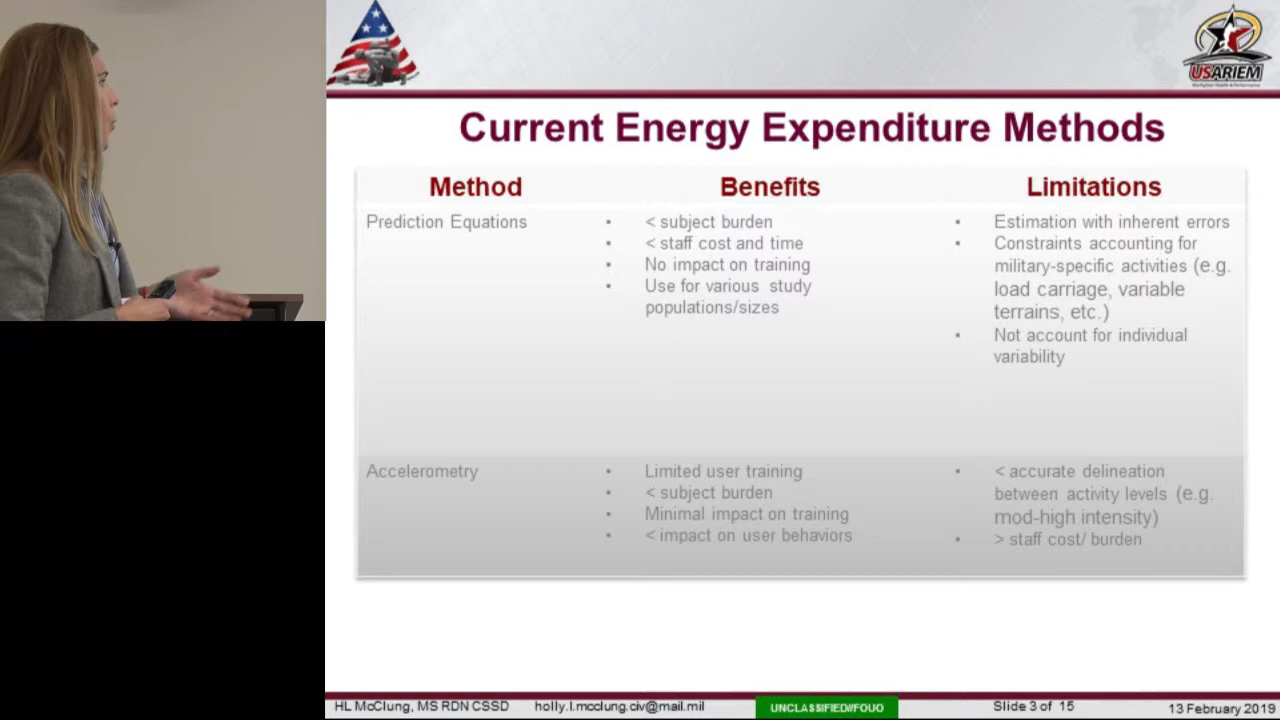 USARIEM
Current Energy Expenditure Methods
Method
Benefits
Limitations
Prediction Equations
▪ < subject burden
▪ < staff cost and time
▪ No impact on training
▪ Use for various study
populations/sizes
▪ Estimation with inherent errors
▪ Constraints accounting for
military-specific activities (e.g.
load carriage, variable
terrains, etc.)
▪ Not account for individual
variability
Accelerometry
▪ Limited user training
▪ < subject burden
▪ Minimal impact on training
▪ < impact on user behaviors
▪ < accurate delineation
between activity levels (e.g.
mod-high intensity)
▪ > staff cost/ burden
HL McClung, MS RDN CSSD
holly.l.mcclung.civ@mail.mil
UNCLASSIFIED//FOUO
Slide 3 of 15
13 February 2019